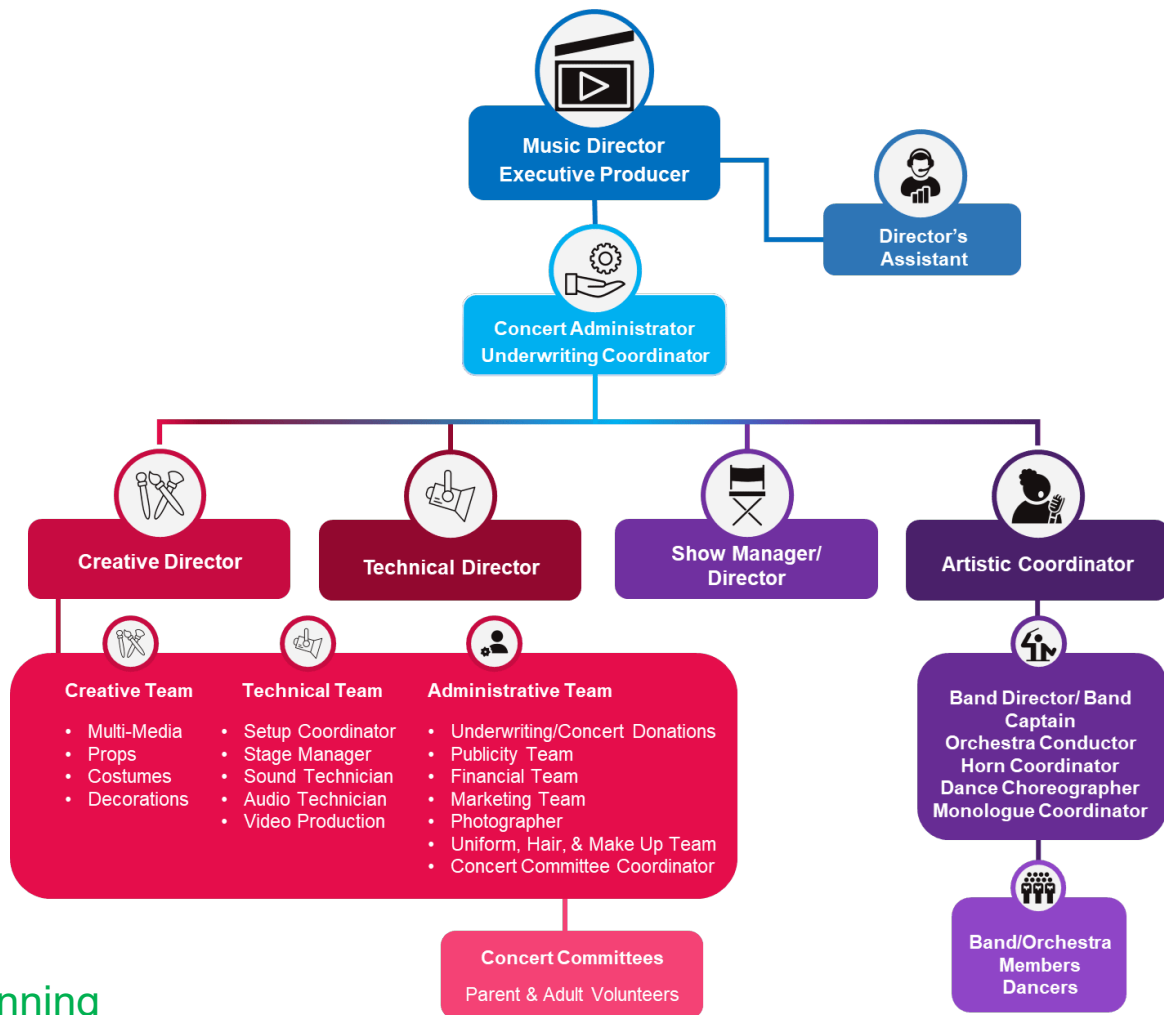 Music Director
Executive Producer
Director's
Assistant
Concert Administrator
Underwriting Coordinator
Creative Director
Technical Director
Show Manager/
Director
Artistic Coordinator
Creative Team
• Multi-Media
• Props
• Costumes
• Decorations
Technical Team
• Setup Coordinator
• Stage Manager
• Sound Technician
• Audio Technician
• Video Production
Administrative Team
• Underwriting/Concert Donations
• Publicity Team
• Financial Team
• Marketing Team
• Photographer
• Uniform, Hair, & Make Up Team
• Concert Committee Coordinator
Band Director/ Band
Captain
Orchestra Conductor
Horn Coordinator
Dance Choreographer
Monologue Coordinator
Concert Committees
Parent & Adult Volunteers
Band/Orchestra
Members
Dancers
nning